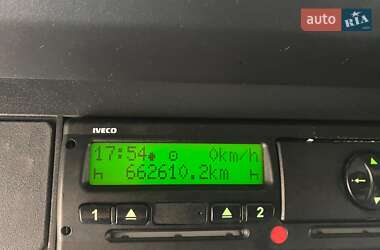 auto RIA
IVECO
17:54 0km/h
h 662610.2km h
1 2